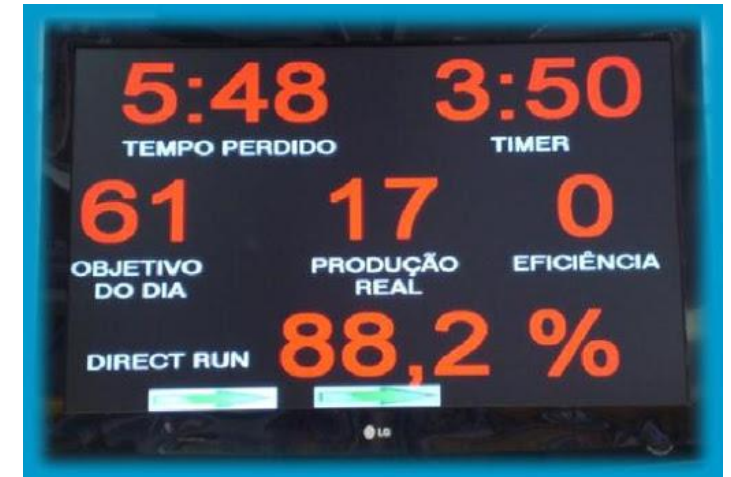 5:48 3:50
TEMPO PERDIDO TIMER
61 17 0
OBJETIVO DO DIA PRODUÇÃO REAL EFICIÊNCIA
DIRECT RUN 88,2 %
LG